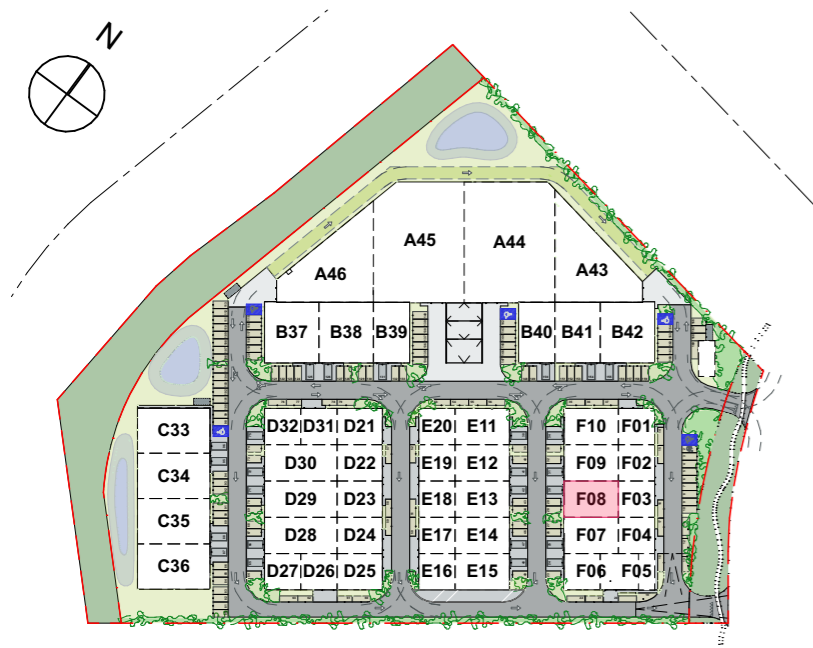 N
A45
A44
A46
A43
B37
B38
B39
B40
B41
B42
C33
C34
C35
C36
D32
D31
D21
D30
D22
D29
D23
D28
D24
D27
D26
D25
E20
E11
E19
E12
E18
E13
E17
E14
E16
E15
F10
F01
F09
F02
F08
F03
F07
F04
F06
F05